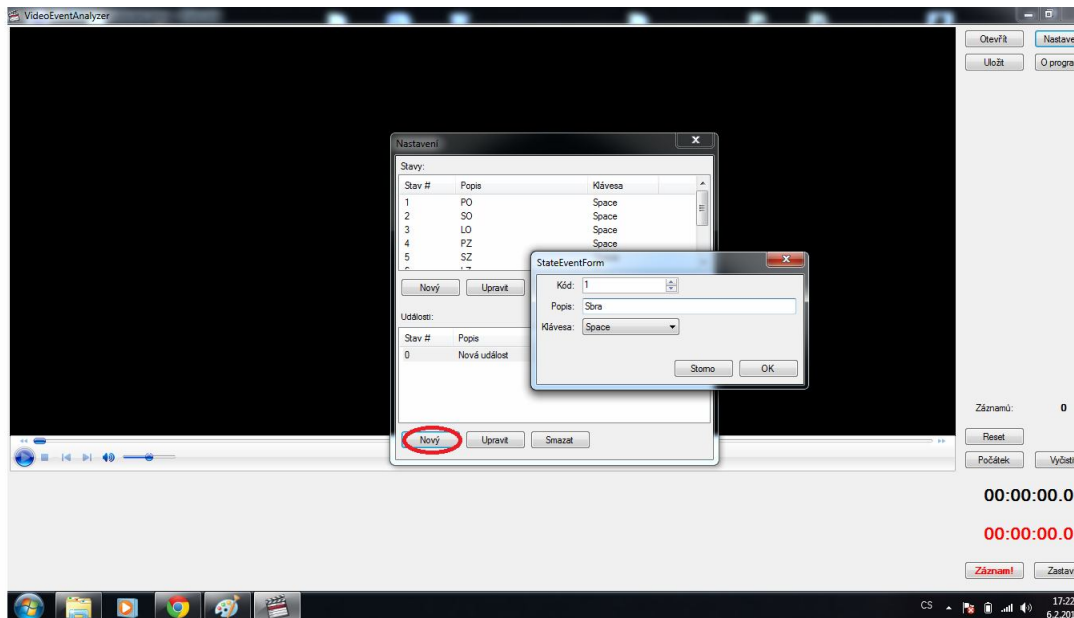 VideoEventAnalyzer
Otevřít Nastave
Uložit O progra
Nastavení
Stavy:
Stav # Popis Klávesa
1 PO Space
2 SO Space
3 LO Space
4 PZ Space
5 SZ
Nový Upravit
Události:
Stav # Popis
0 Nová událost
Nový Upravit Smazat
StateEventForm
Kód: 1
Popis: Sbra
Klávesa: Space
Storno OK
Záznamů: 0
Reset
Počátek Vyčisti
00:00:00.0
00:00:00.0
Záznam! Zastav
CS 17:22
6.2.201